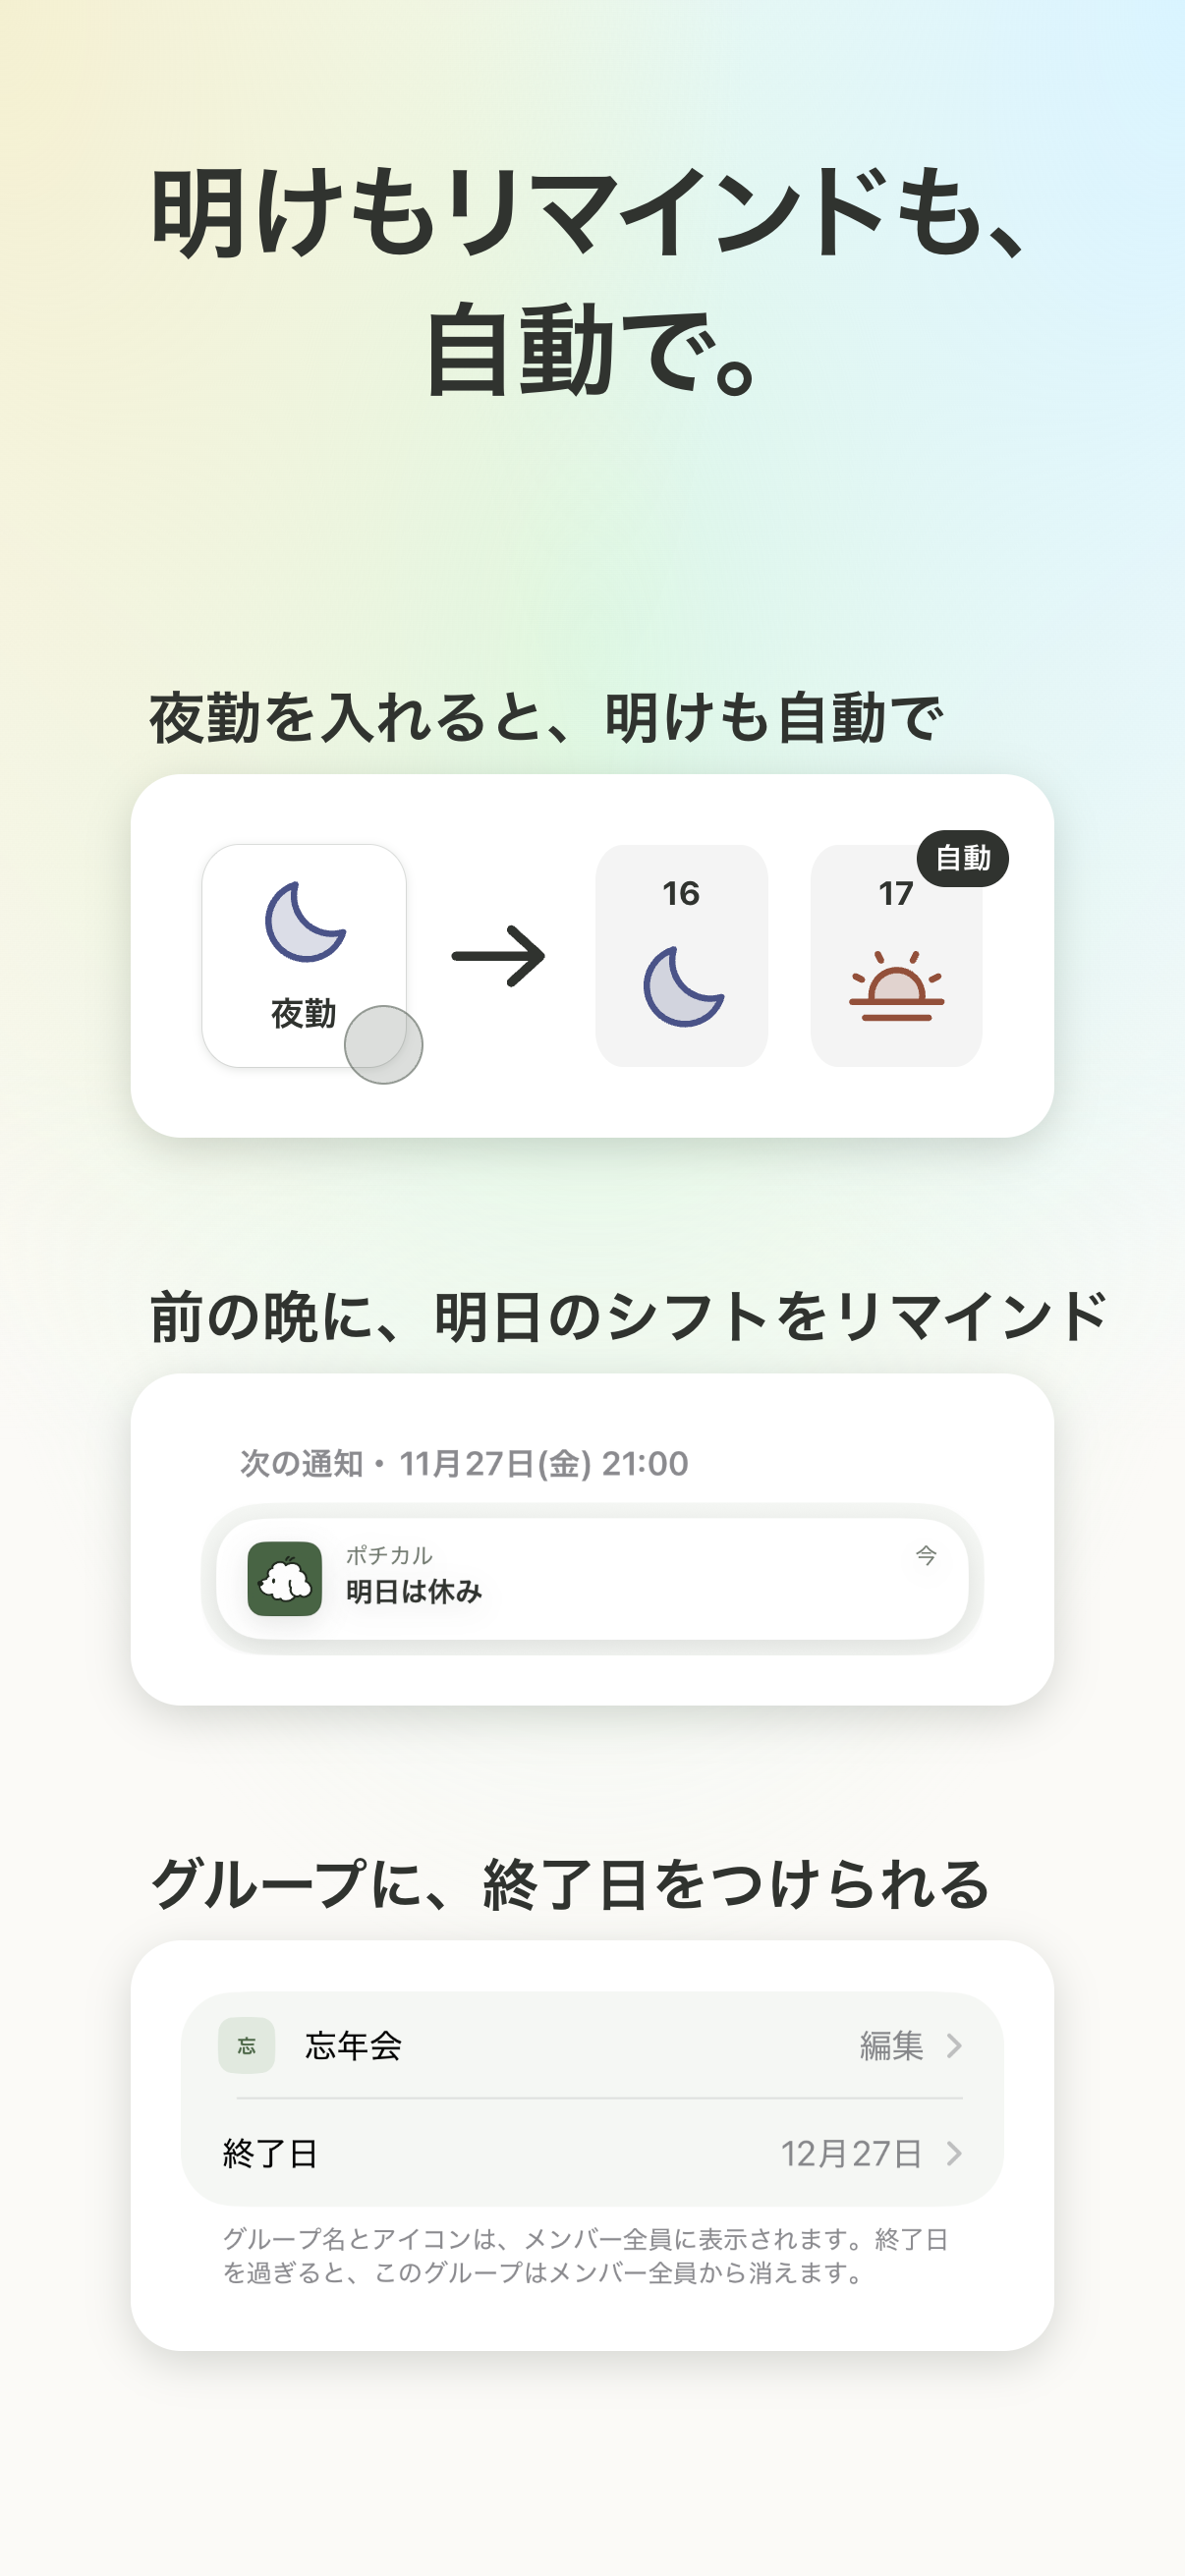 明けもリマインドも、
自動で。
夜勤を入れると、明けも自動で
自動
16
17
夜勤
前の晩に、明日のシフトをリマインド
次の通知・11月27日(金) 21:00
ポチカル
今
明日は休み
グループに、終了日をつけられる
忘
忘年会
編集
終了日
12月27日
グループ名とアイコンは、メンバー全員に表示されます。終了日
を過ぎると、このグループはメンバー全員から消えます。